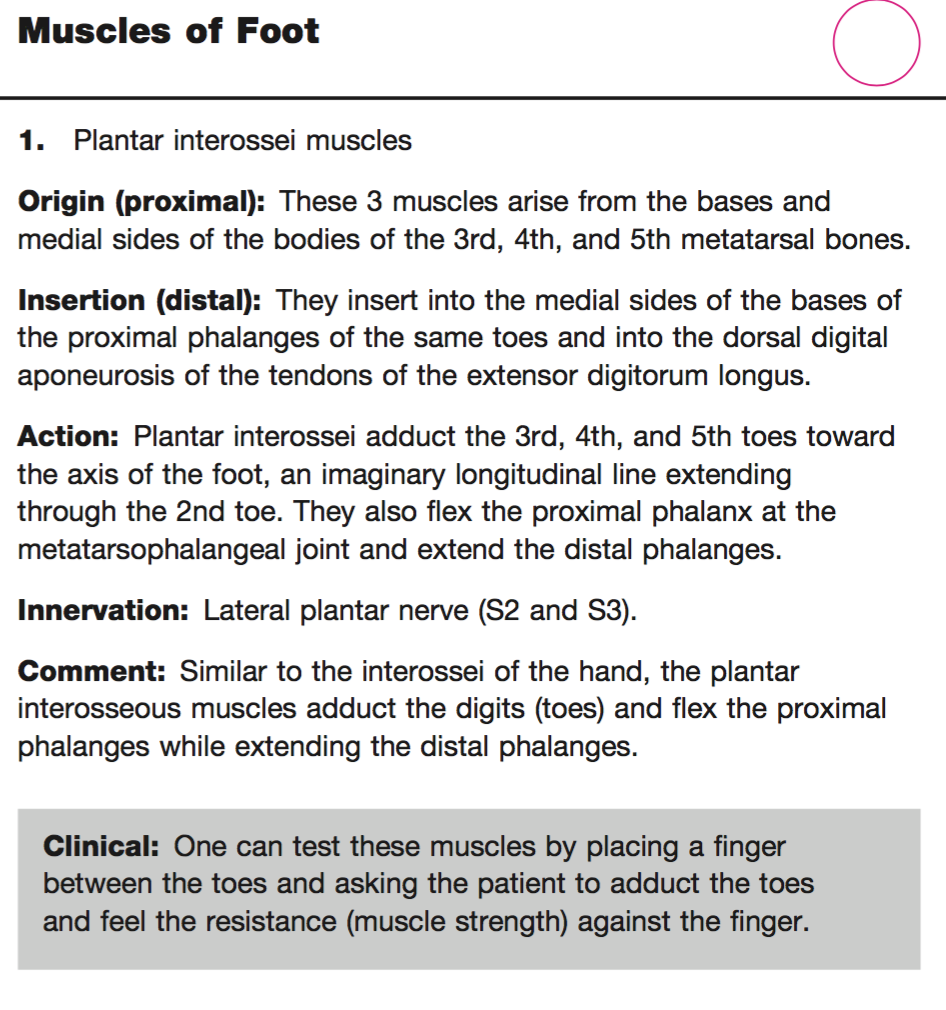 Muscles of Foot
1. Plantar interossei muscles
Origin (proximal): These 3 muscles arise from the bases and
medial sides of the bodies of the 3rd, 4th, and 5th metatarsal bones.
Insertion (distal): They insert into the medial sides of the bases of
the proximal phalanges of the same toes and into the dorsal digital
aponeurosis of the tendons of the extensor digitorum longus.
Action: Plantar interossei adduct the 3rd, 4th, and 5th toes toward
the axis of the foot, an imaginary longitudinal line extending
through the 2nd toe. They also flex the proximal phalanx at the
metatarsophalangeal joint and extend the distal phalanges.
Innervation: Lateral plantar nerve (S2 and S3).
Comment: Similar to the interossei of the hand, the plantar
interosseous muscles adduct the digits (toes) and flex the proximal
phalanges while extending the distal phalanges.
Clinical: One can test these muscles by placing a finger
between the toes and asking the patient to adduct the toes
and feel the resistance (muscle strength) against the finger.